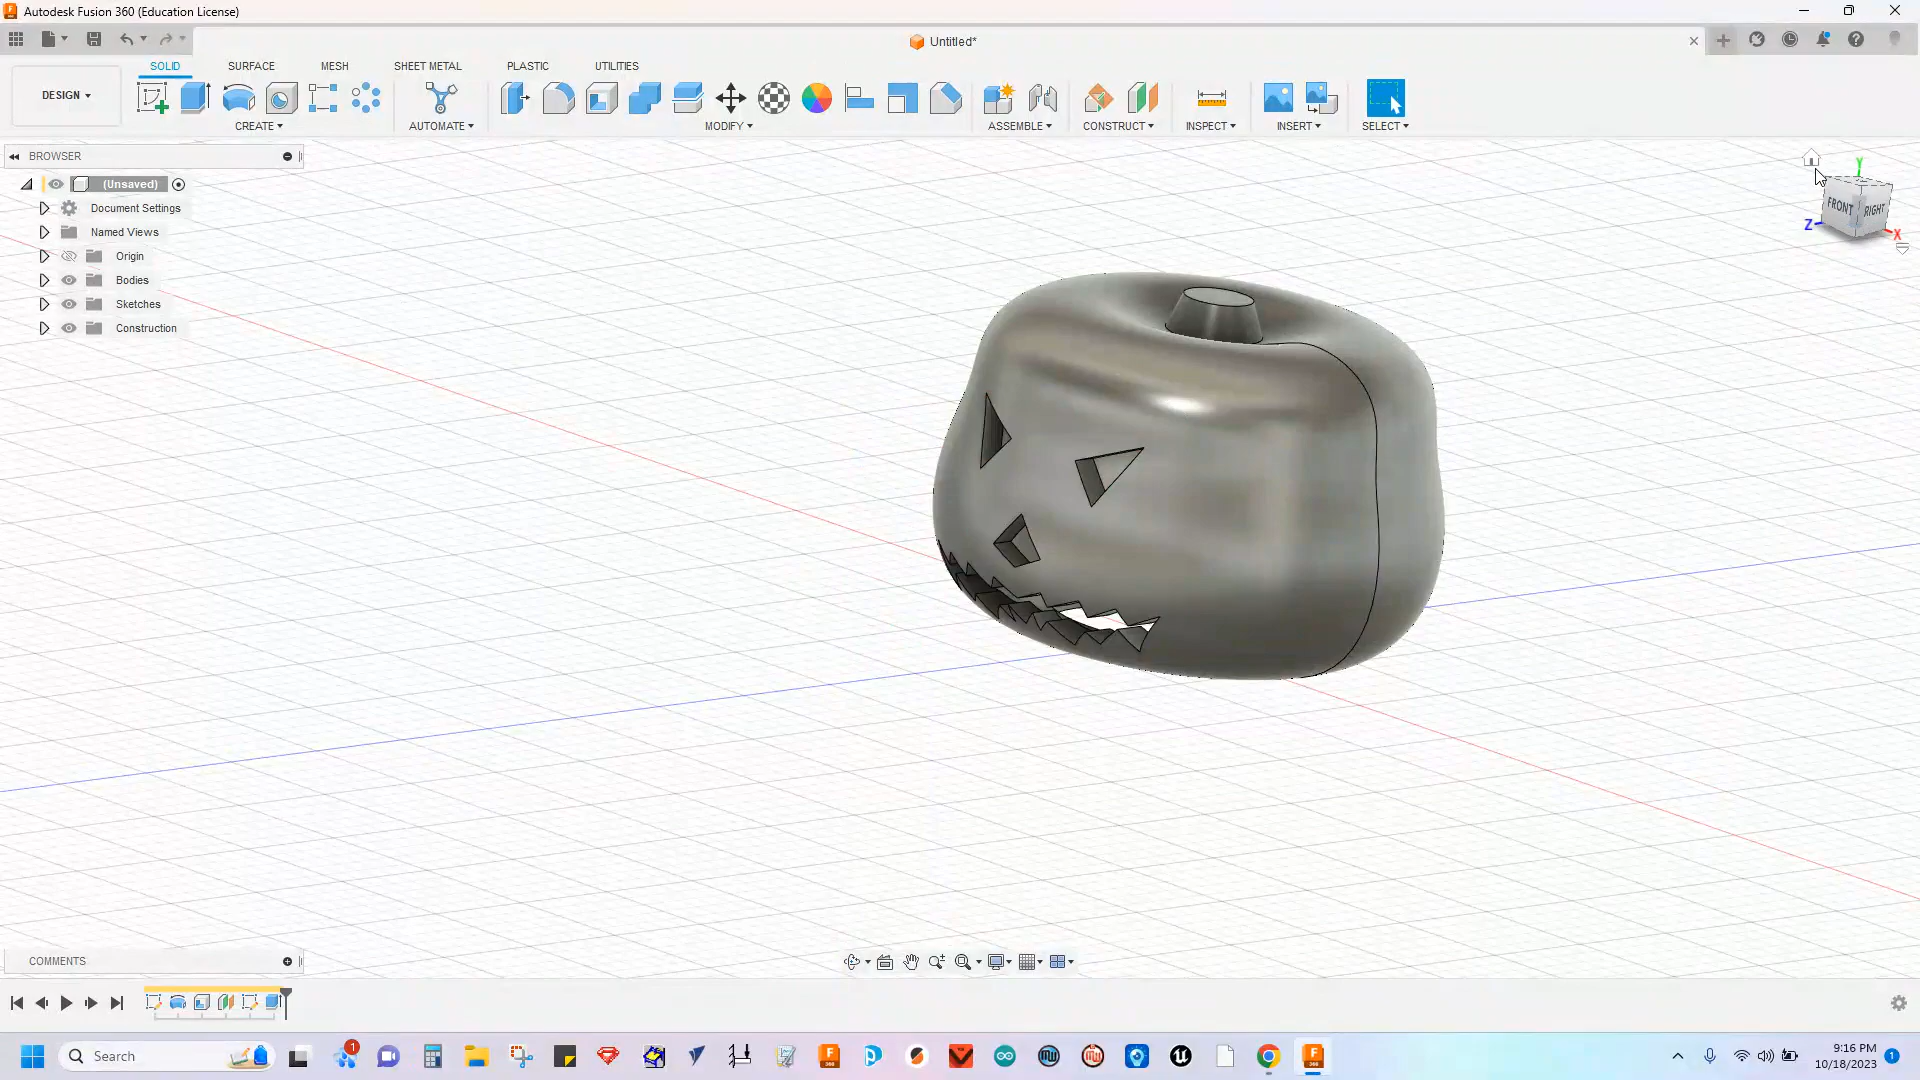 Autodesk Fusion 360 (Education License)
Untitled*
SOLID SURFACE MESH SHEET METAL PLASTIC UTILITIES
DESIGN
CREATE AUTOMATE MODIFY ASSEMBLE CONSTRUCT INSPECT INSERT SELECT
BROWSER
(Unsaved)
Document Settings
Named Views
Origin
Bodies
Sketches
Construction
Y
FRONT RIGHT
Z
X
COMMENTS
Search
1
9:16 PM
10/18/2023
1